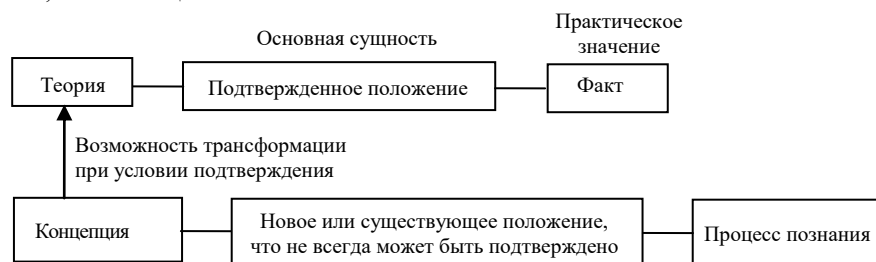 Основная сущность
Практическое
значение
Теория
Подтвержденное положение
Факт
Возможность трансформации
при условии подтверждения
Концепция
Новое или существующее положение,
что не всегда может быть подтверждено
Процесс познания